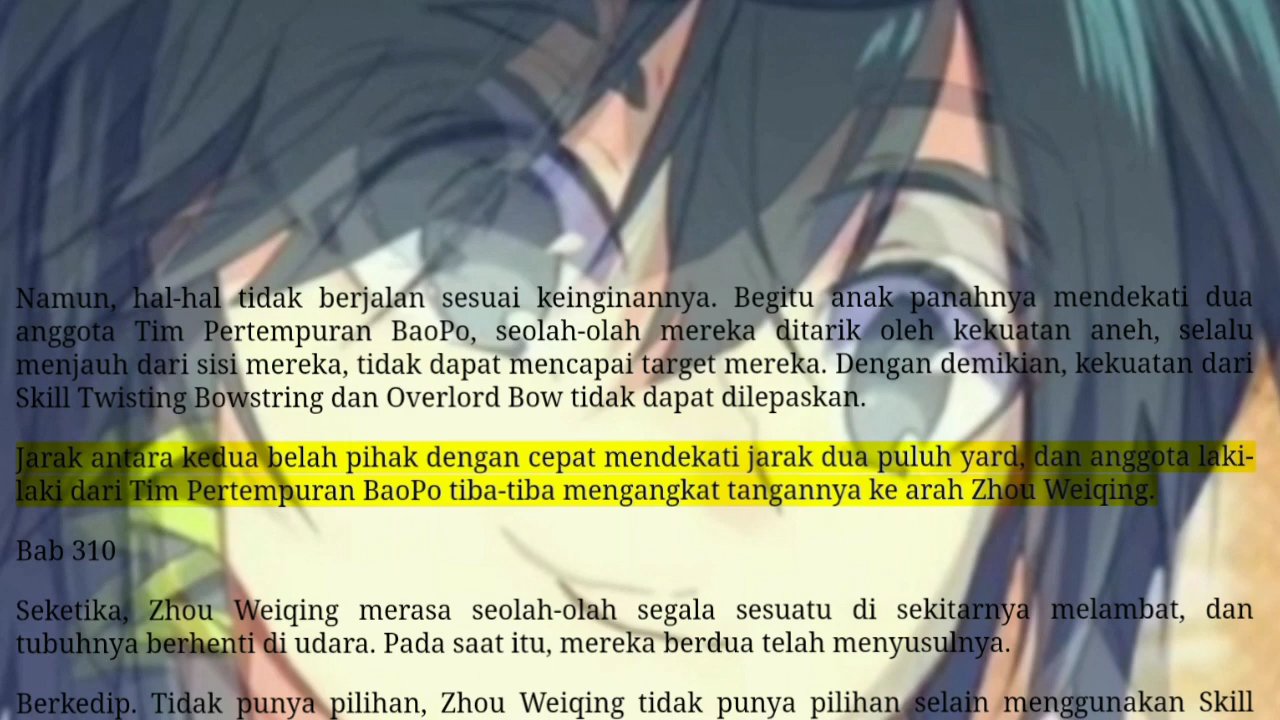 Namun, hal-hal tidak berjalan sesuai keinginannya. Begitu anak panahnya mendekati dua
anggota Tim Pertempuran BaoPo, seolah-olah mereka ditarik oleh kekuatan aneh, selalu
menjauh dari sisi mereka, tidak dapat mencapai target mereka. Dengan demikian, kekuatan dari
Skill Twisting Bowstring dan Overlord Bow tidak dapat dilepaskan.
Jarak antara kedua belah pihak dengan cepat mendekati jarak dua puluh yard, dan anggota laki-
laki dari Tim Pertempuran BaoPo tiba-tiba mengangkat tangannya ke arah Zhou Weiqing.
Bab 310
Seketika, Zhou Weiqing merasa seolah-olah segala sesuatu di sekitarnya melambat, dan
tubuhnya berhenti di udara. Pada saat itu, mereka berdua telah menyusulnya.
Berkedip. Tidak punya pilihan, Zhou Weiqing tidak punya pilihan selain menggunakan Skill